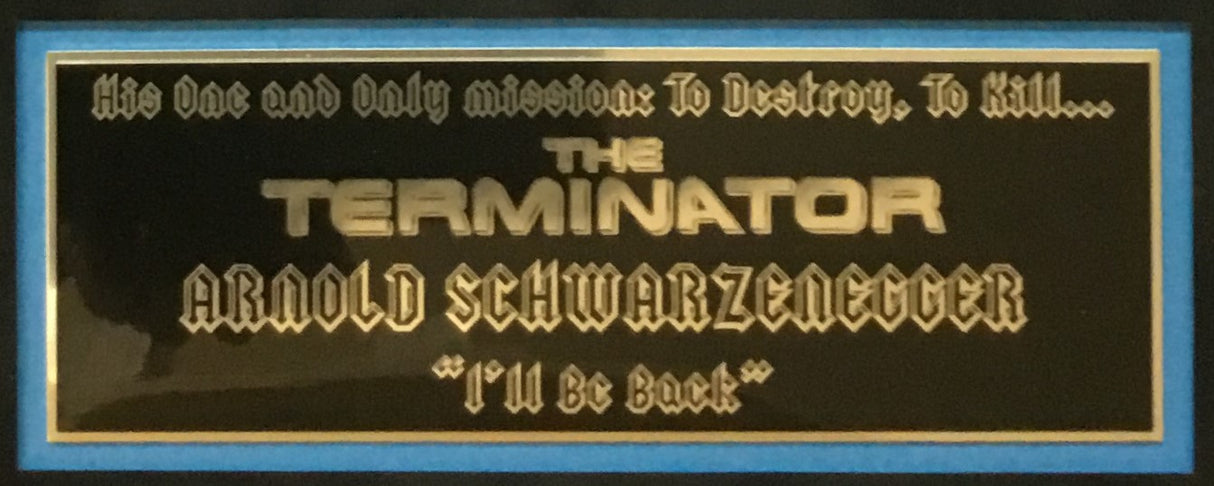 His One and Only mission: To Destroy, To Kill...
THE
TERMINATOR
ARNOLD SCHWARZENEGGER
“I'll Be Back”